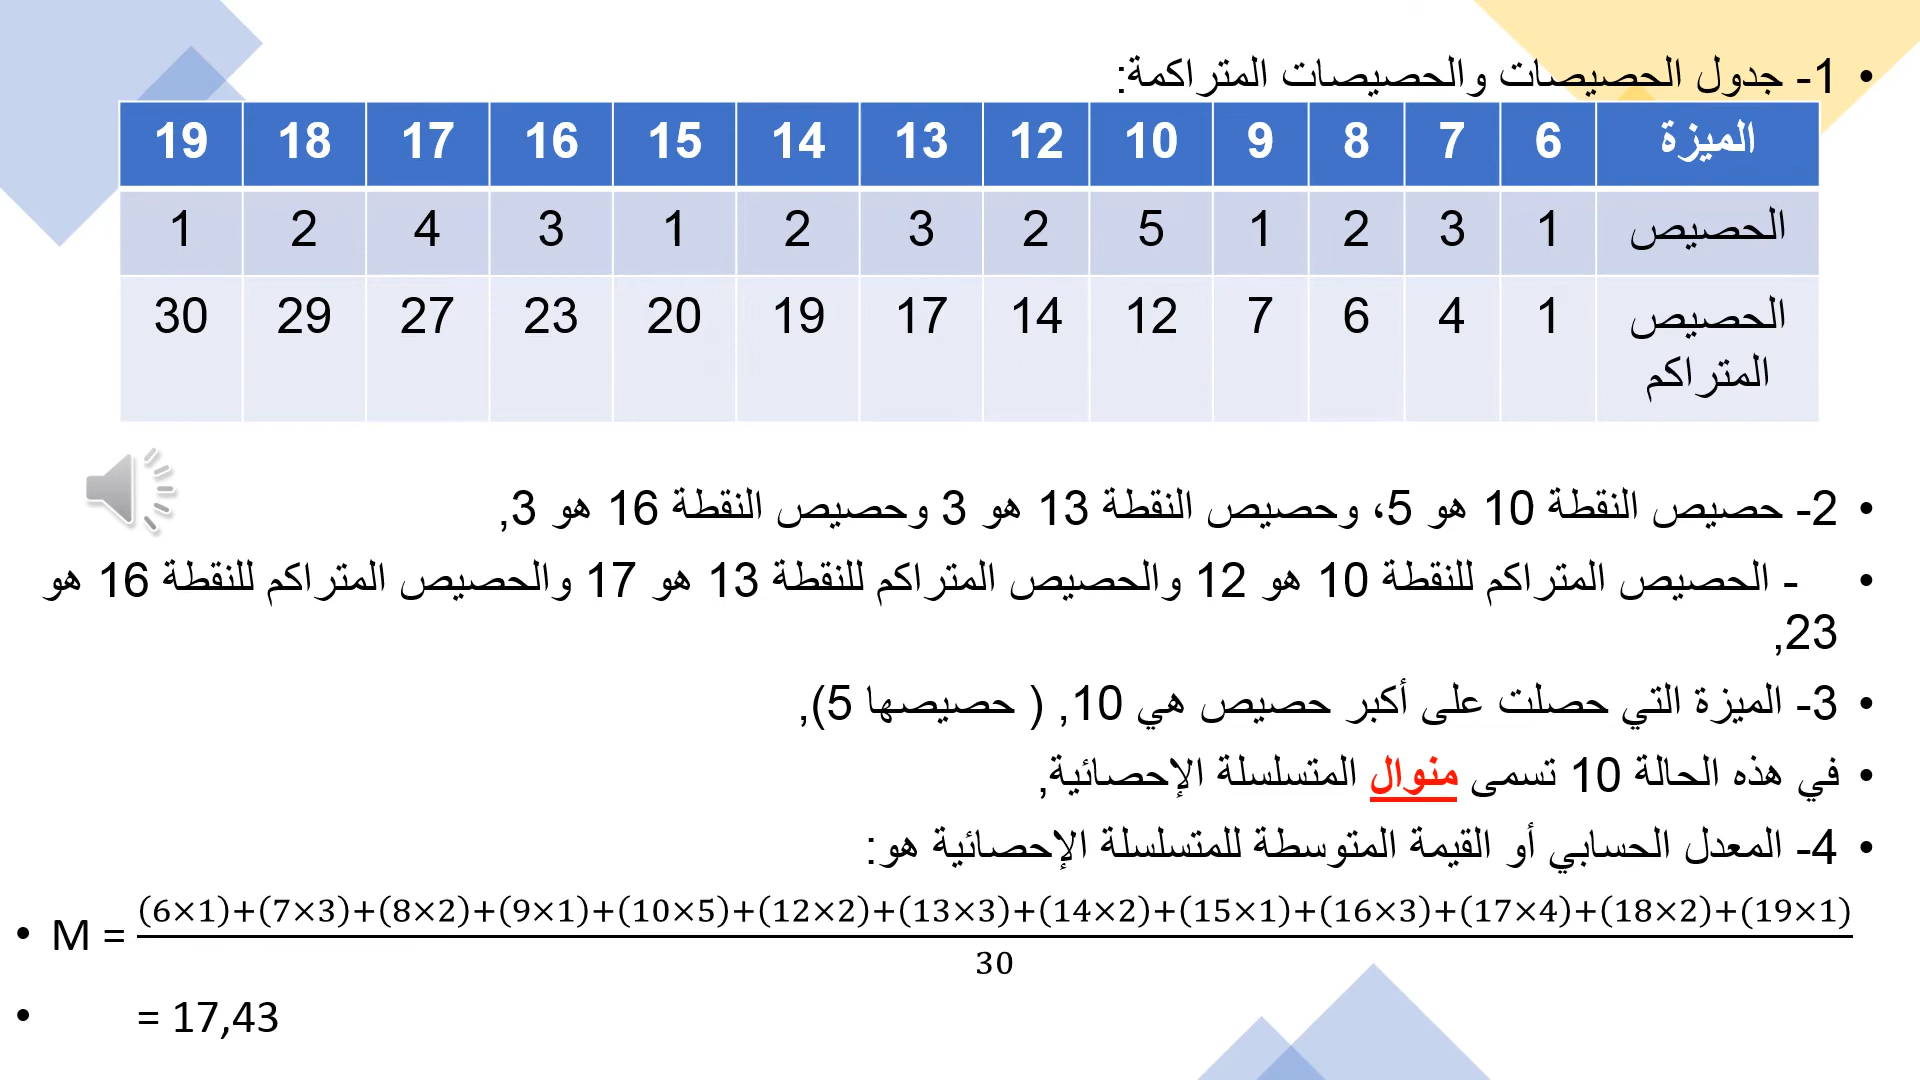 • 1- جدول الحصيصات والحصيصات المتراكمة:
الميزة 6 7 8 9 10 12 13 14 15 16 17 18 19
الحصيص 1 3 2 1 5 2 3 2 1 3 4 2 1
الحصيص 1 4 6 7 12 14 17 19 20 23 27 29 30
المتراكم
• 2- حصيص النقطة 10 هو 5، وحصيص النقطة 13 هو 3 وحصيص النقطة 16 هو 3,
• - الحصيص المتراكم للنقطة 10 هو 12 والحصيص المتراكم للنقطة 13 هو 17 والحصيص المتراكم للنقطة 16 هو
23,
• 3- الميزة التي حصلت على أكبر حصيص هي 10, ( حصيصها 5),
• في هذه الحالة 10 تسمى منوال المتسلسلة الإحصائية,
• 4- المعدل الحسابي أو القيمة المتوسطة للمتسلسلة الإحصائية هو:
(6×1)+(7×3)+(8×2)+(9×1)+(10×5)+(12×2)+(13×3)+(14×2)+(15×1)+(16×3)+(17×4)+(18×2)+(19×1)
• M =
30
• = 17,43